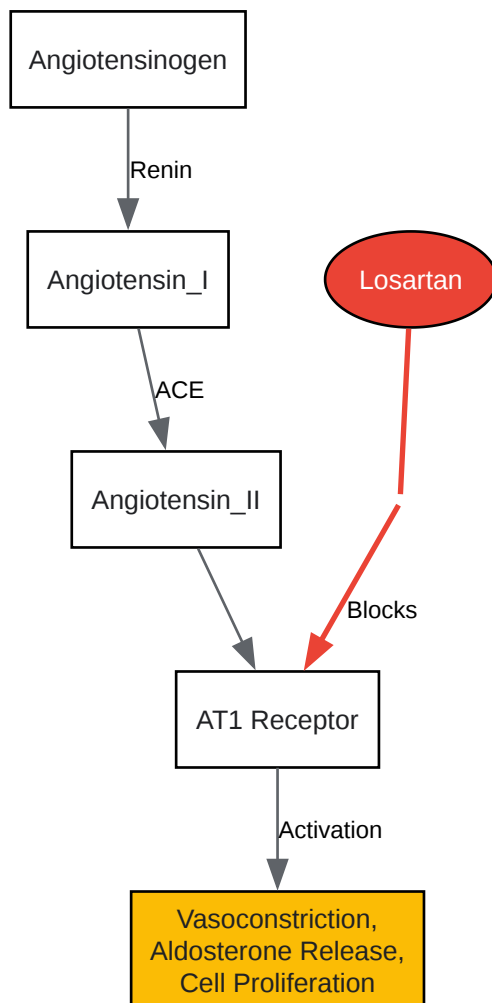 Angiotensinogen
Renin
Angiotensin_I
Losartan
ACE
Angiotensin_II
Blocks
AT1 Receptor
Activation
Vasoconstriction,
Aldosterone Release,
Cell Proliferation